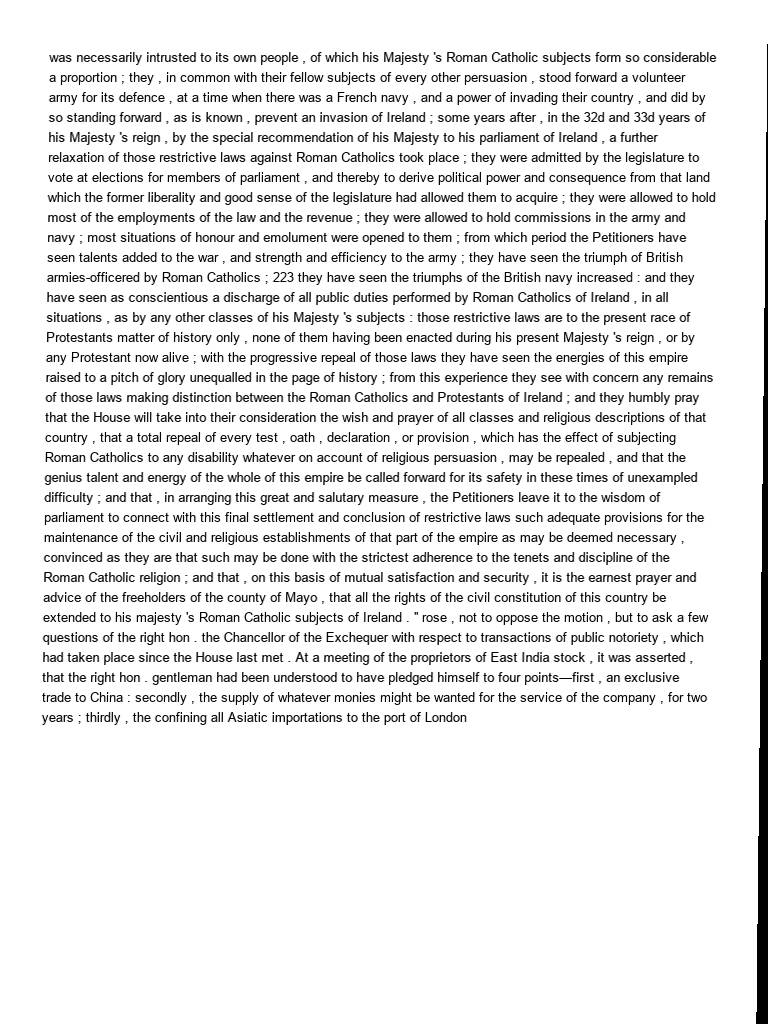 was necessarily intrusted to its own people , of which his Majesty 's Roman Catholic subjects form so considerable
a proportion ; they , in common with their fellow subjects of every other persuasion , stood forward a volunteer
army for its defence , at a time when there was a French navy , and a power of invading their country , and did by
so standing forward , as is known , prevent an invasion of Ireland ; some years after , in the 32d and 33d years of
his Majesty 's reign , by the special recommendation of his Majesty to his parliament of Ireland , a further
relaxation of those restrictive laws against Roman Catholics took place ; they were admitted by the legislature to
vote at elections for members of parliament , and thereby to derive political power and consequence from that land
which the former liberality and good sense of the legislature had allowed them to acquire ; they were allowed to hold
most of the employments of the law and the revenue ; they were allowed to hold commissions in the army and
navy ; most situations of honour and emolument were opened to them ; from which period the Petitioners have
seen talents added to the war , and strength and efficiency to the army ; they have seen the triumph of British
armies-officered by Roman Catholics ; 223 they have seen the triumphs of the British navy increased : and they
have seen as conscientious a discharge of all public duties performed by Roman Catholics of Ireland , in all
situations , as by any other classes of his Majesty 's subjects : those restrictive laws are to the present race of
Protestants matter of history only , none of them having been enacted during his present Majesty 's reign , or by
any Protestant now alive ; with the progressive repeal of those laws they have seen the energies of this empire
raised to a pitch of glory unequalled in the page of history ; from this experience they see with concern any remains
of those laws making distinction between the Roman Catholics and Protestants of Ireland ; and they humbly pray
that the House will take into their consideration the wish and prayer of all classes and religious descriptions of that
country , that a total repeal of every test , oath , declaration , or provision , which has the effect of subjecting
Roman Catholics to any disability whatever on account of religious persuasion , may be repealed , and that the
genius talent and energy of the whole of this empire be called forward for its safety in these times of unexampled
difficulty ; and that , in arranging this great and salutary measure , the Petitioners leave it to the wisdom of
parliament to connect with this final settlement and conclusion of restrictive laws such adequate provisions for the
maintenance of the civil and religious establishments of that part of the empire as may be deemed necessary ,
convinced as they are that such may be done with the strictest adherence to the tenets and discipline of the
Roman Catholic religion ; and that , on this basis of mutual satisfaction and security , it is the earnest prayer and
advice of the freeholders of the county of Mayo , that all the rights of the civil constitution of this country be
extended to his majesty 's Roman Catholic subjects of Ireland . " rose , not to oppose the motion , but to ask a few
questions of the right hon . the Chancellor of the Exchequer with respect to transactions of public notoriety , which
had taken place since the House last met . At a meeting of the proprietors of East India stock , it was asserted ,
that the right hon . gentleman had been understood to have pledged himself to four points—first , an exclusive
trade to China : secondly , the supply of whatever monies might be wanted for the service of the company , for two
years ; thirdly , the confining all Asiatic importations to the port of London